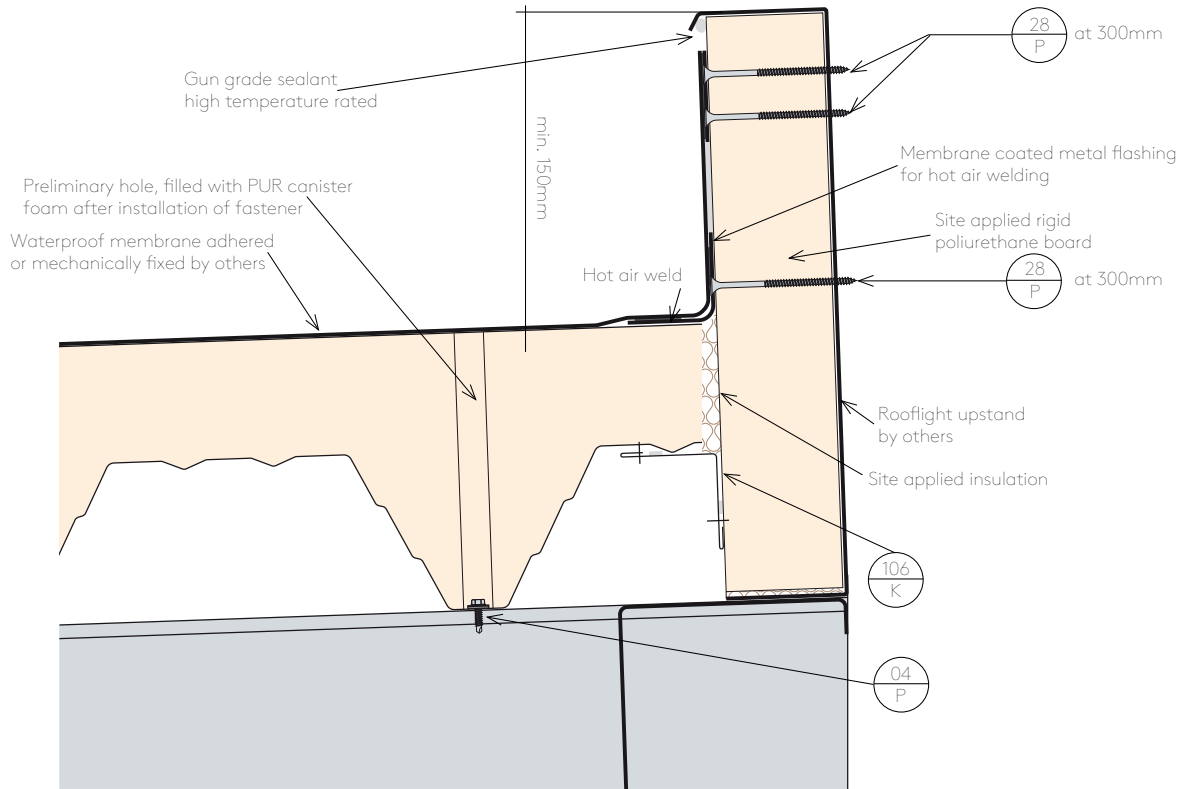 28
P
at 300mm
Gun grade sealant
high temperature rated
min. 150mm
Membrane coated metal flashing
for hot air welding
Preliminary hole, filled with PUR canister
foam after installation of fastener
Site applied rigid
poliurethane board
Waterproof membrane adhered
or mechanically fixed by others
Hot air weld
28
P
at 300mm
Rooflight upstand
by others
Site applied insulation
106
K
04
P